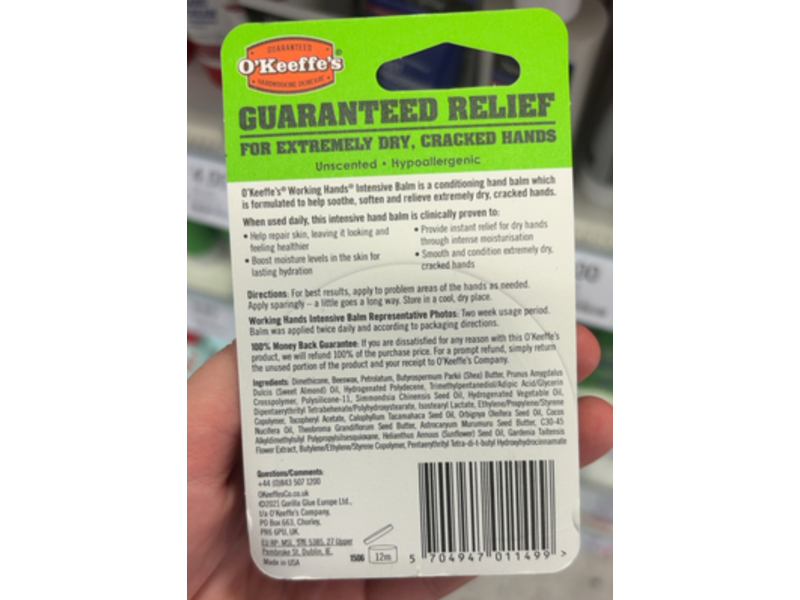 GUARANTEED
O'Keeffe's®
HARDWORKING SKINCARE
GUARANTEED RELIEF
FOR EXTREMELY DRY, CRACKED HANDS
Unscented • Hypoallergenic
O'Keeffe's® Working Hands® Intensive Balm is a conditioning hand balm which
is formulated to help soothe, soften and relieve extremely dry, cracked hands.
When used daily, this intensive hand balm is clinically proven to:
• Help repair skin, leaving it looking and
feeling healthier
• Boost moisture levels in the skin for
lasting hydration
• Provide instant relief for dry hands
through intense moisturisation
• Smooth and condition extremely dry,
cracked hands
Directions: For best results, apply to problem areas of the hands as needed.
Apply sparingly – a little goes a long way. Store in a cool, dry place.
Working Hands Intensive Balm Representative Photos: Two week usage period.
Balm was applied twice daily and according to packaging directions.
100% Money Back Guarantee: If you are dissatisfied for any reason with this O'Keeffe's
product, we will refund 100% of the purchase price. For a prompt refund, simply return
the unused portion of the product and your receipt to O'Keeffe's Company.
Ingredients: Dimethicone, Beeswax, Petrolatum, Butyrospermum Parkii (Shea) Butter, Prunus Amygdalus
Dulcis (Sweet Almond) Oil, Hydrogenated Polydecene, Trimethylpentanediol/Adipic Acid/Glycerin
Crosspolymer, Polysilicone-11, Simmondsia Chinensis Seed Oil, Hydrogenated Vegetable Oil,
Dipentaerythrityl Tetrabehenate/Polyhydroxystearate, Isostearyl Lactate, Ethylene/Propylene/Styrene
Copolymer, Tocopheryl Acetate, Calophyllum Tacamahaca Seed Oil, Orbignya Oleifera Seed Oil, Cocos
Nucifera Oil, Theobroma Grandiflorum Seed Butter, Astrocaryum Murumuru Seed Butter, C30-45
Alkyldimethylsilyl Polypropylsilsesquioxane, Helianthus Annuus (Sunflower) Seed Oil, Gardenia Taitensis
Flower Extract, Butylene/Ethylene/Styrene Copolymer, Pentaerythrityl Tetra-di-t-butyl Hydroxyhydrocinnamate
Questions/Comments:
+44 (0)843 507 1200
OKeeffesCo.co.uk
©2021 Gorilla Glue Europe Ltd.,
t/a O'Keeffe's Company,
PO Box 663, Chorley,
PR6 6PU, UK.
EU RP: MSL, STE 5385, 27 Upper
Pembroke St, Dublin, IE.
Made in USA
1506
12m
5 704947 011499 >